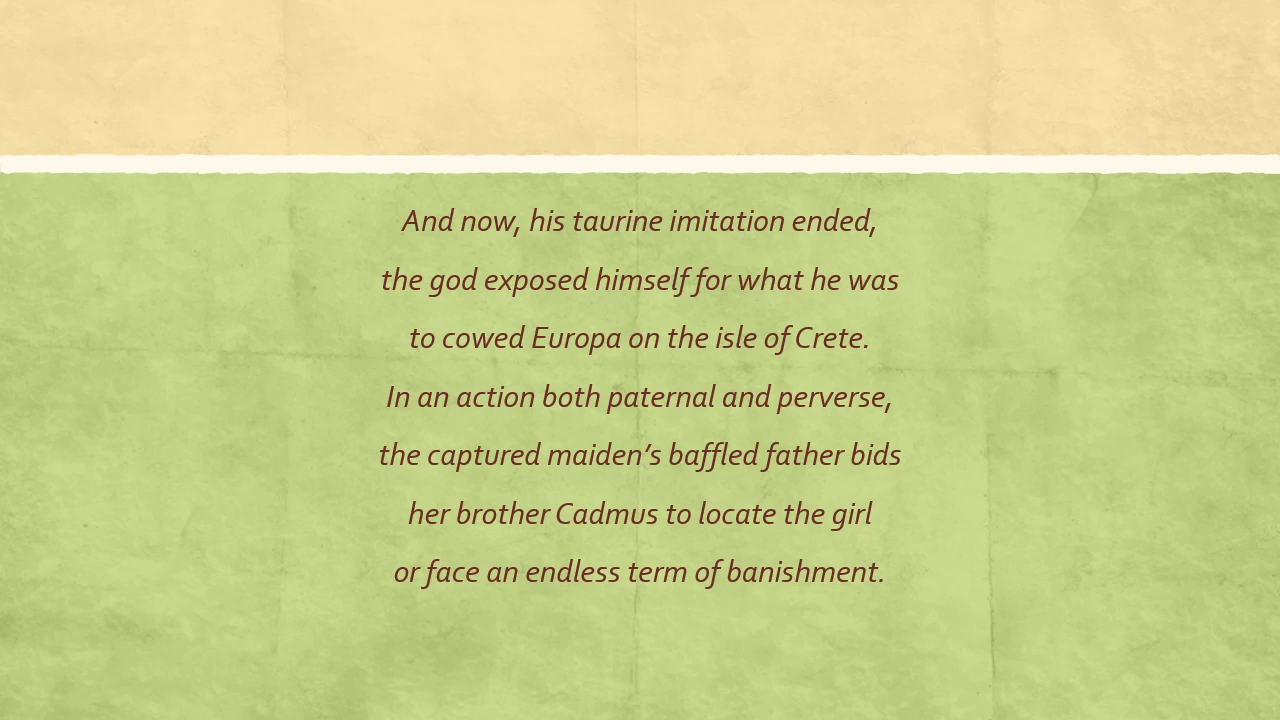 And now, his taurine imitation ended,
the god exposed himself for what he was
to cowed Europa on the isle of Crete.
In an action both paternal and perverse,
the captured maiden’s baffled father bids
her brother Cadmus to locate the girl
or face an endless term of banishment.